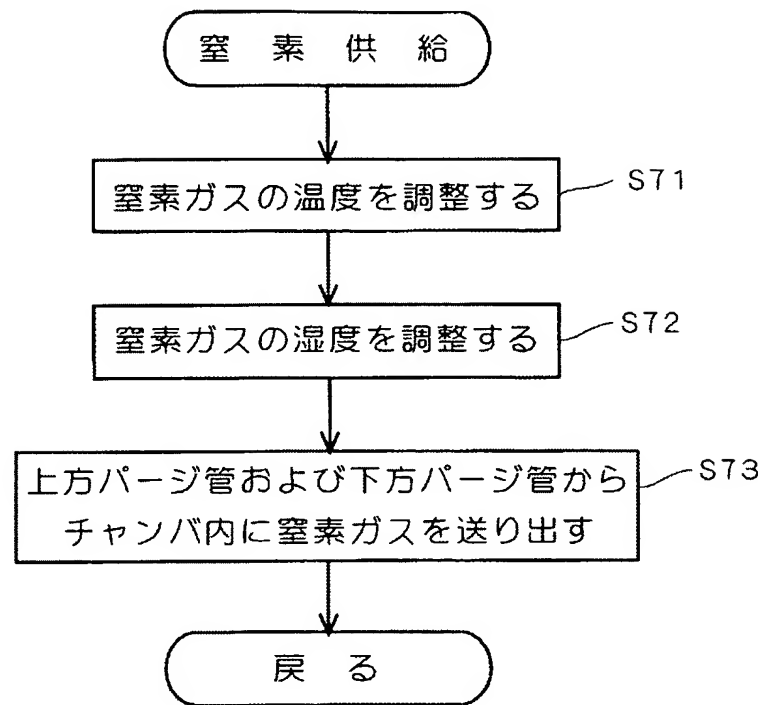 窒素供給
窒素ガスの温度を調整する
S71
窒素ガスの湿度を調整する
S72
上方パージ管および下方パージ管から
チャンバ内に窒素ガスを送り出す
S73
戻る